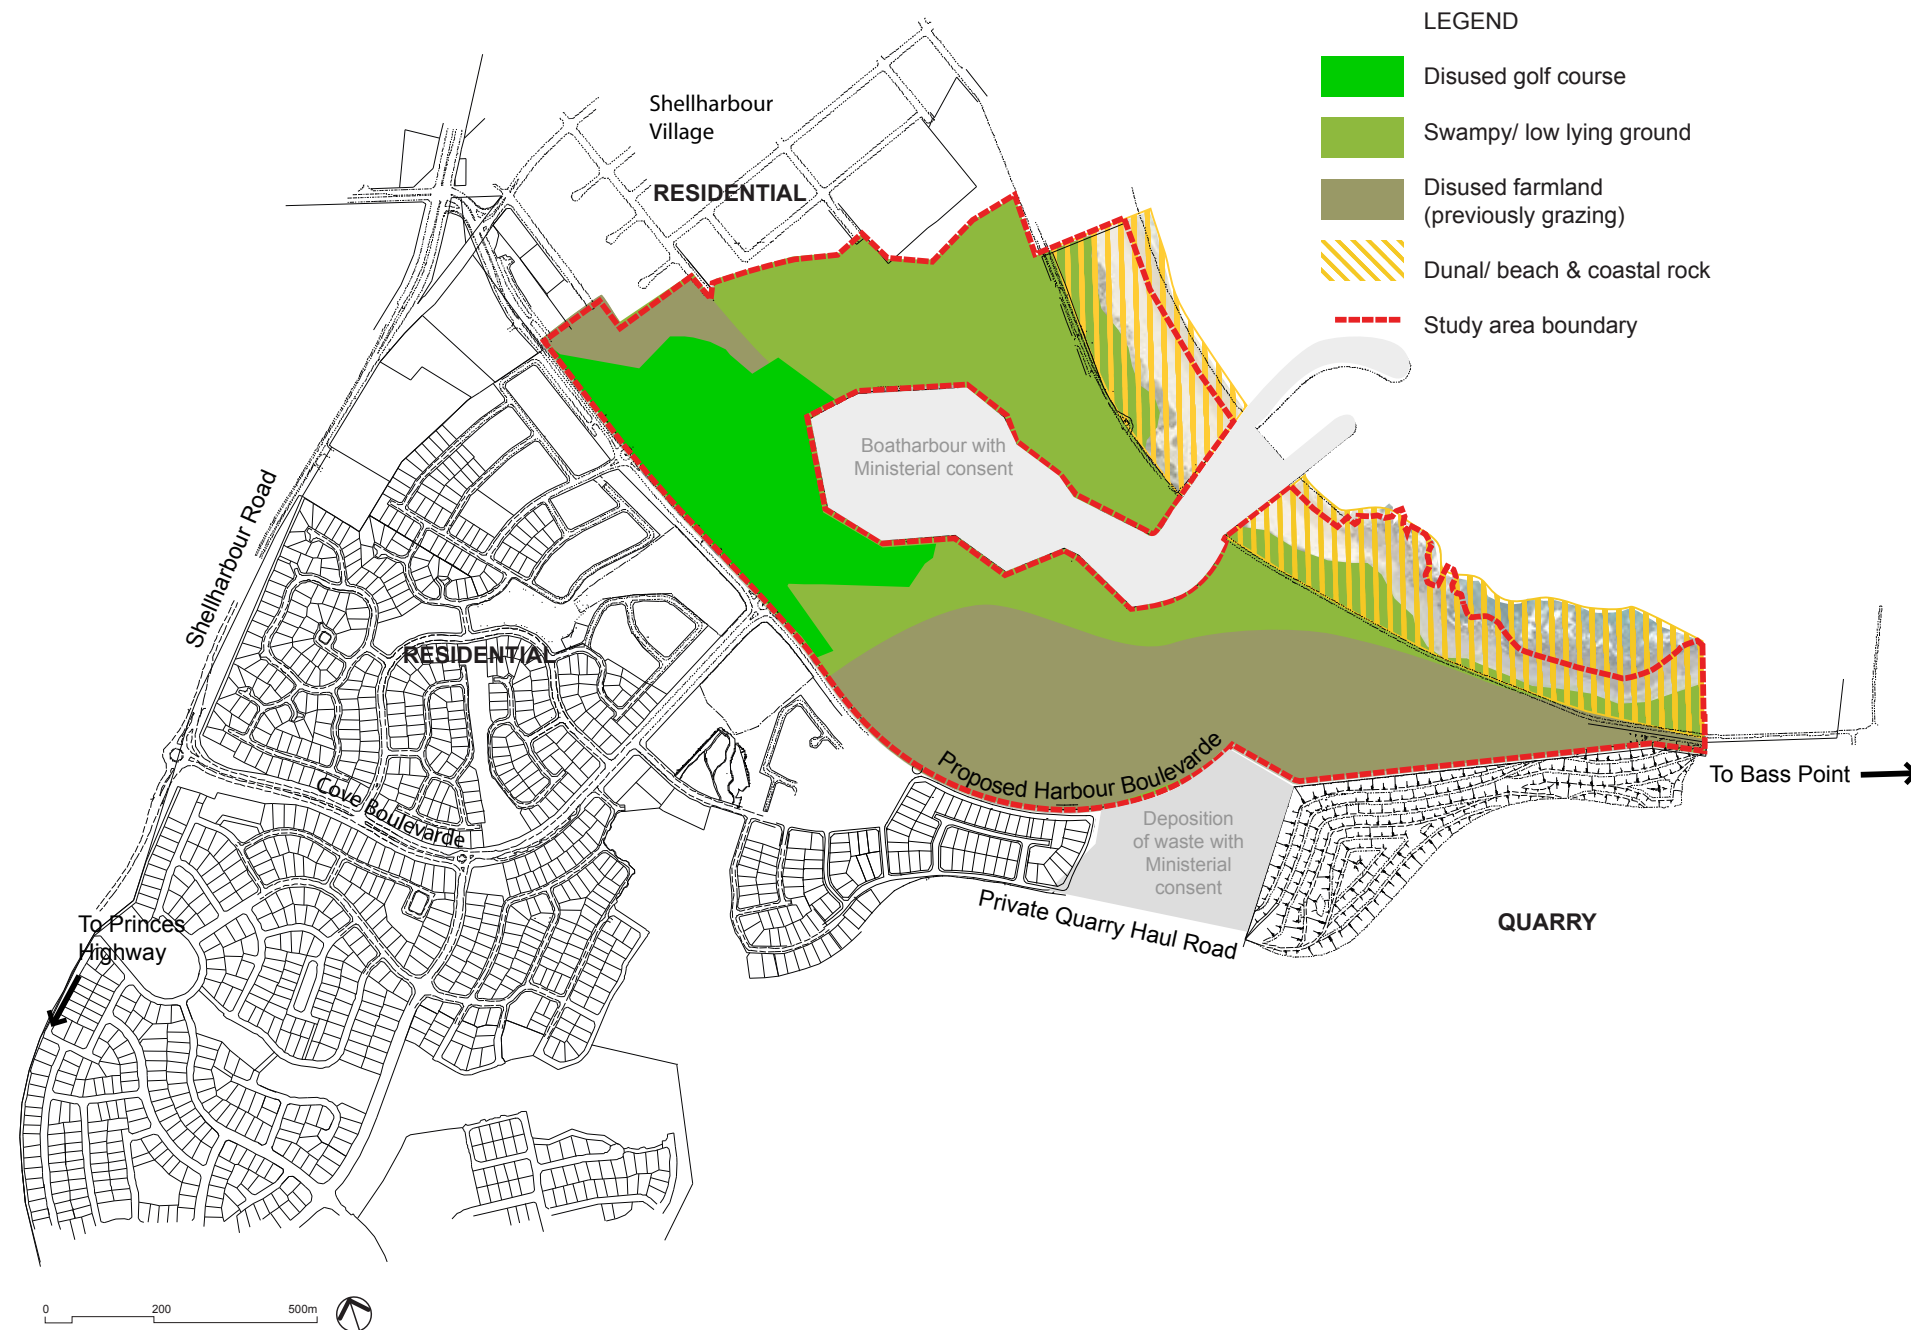 LEGEND
Disused golf course
Swampy/ low lying ground
Disused farmland
(previously grazing)
Dunal/ beach & coastal rock
Study area boundary
Shellharbour
Village
RESIDENTIAL
Boatharbour with
Ministerial consent
Shellharbour Road
RESIDENTIAL
Cove Boulevarde
Proposed Harbour Boulevarde
To Bass Point
Deposition
of waste with
Ministerial
consent
Private Quarry Haul Road
QUARRY
To Princes
Highway
0 200 500m